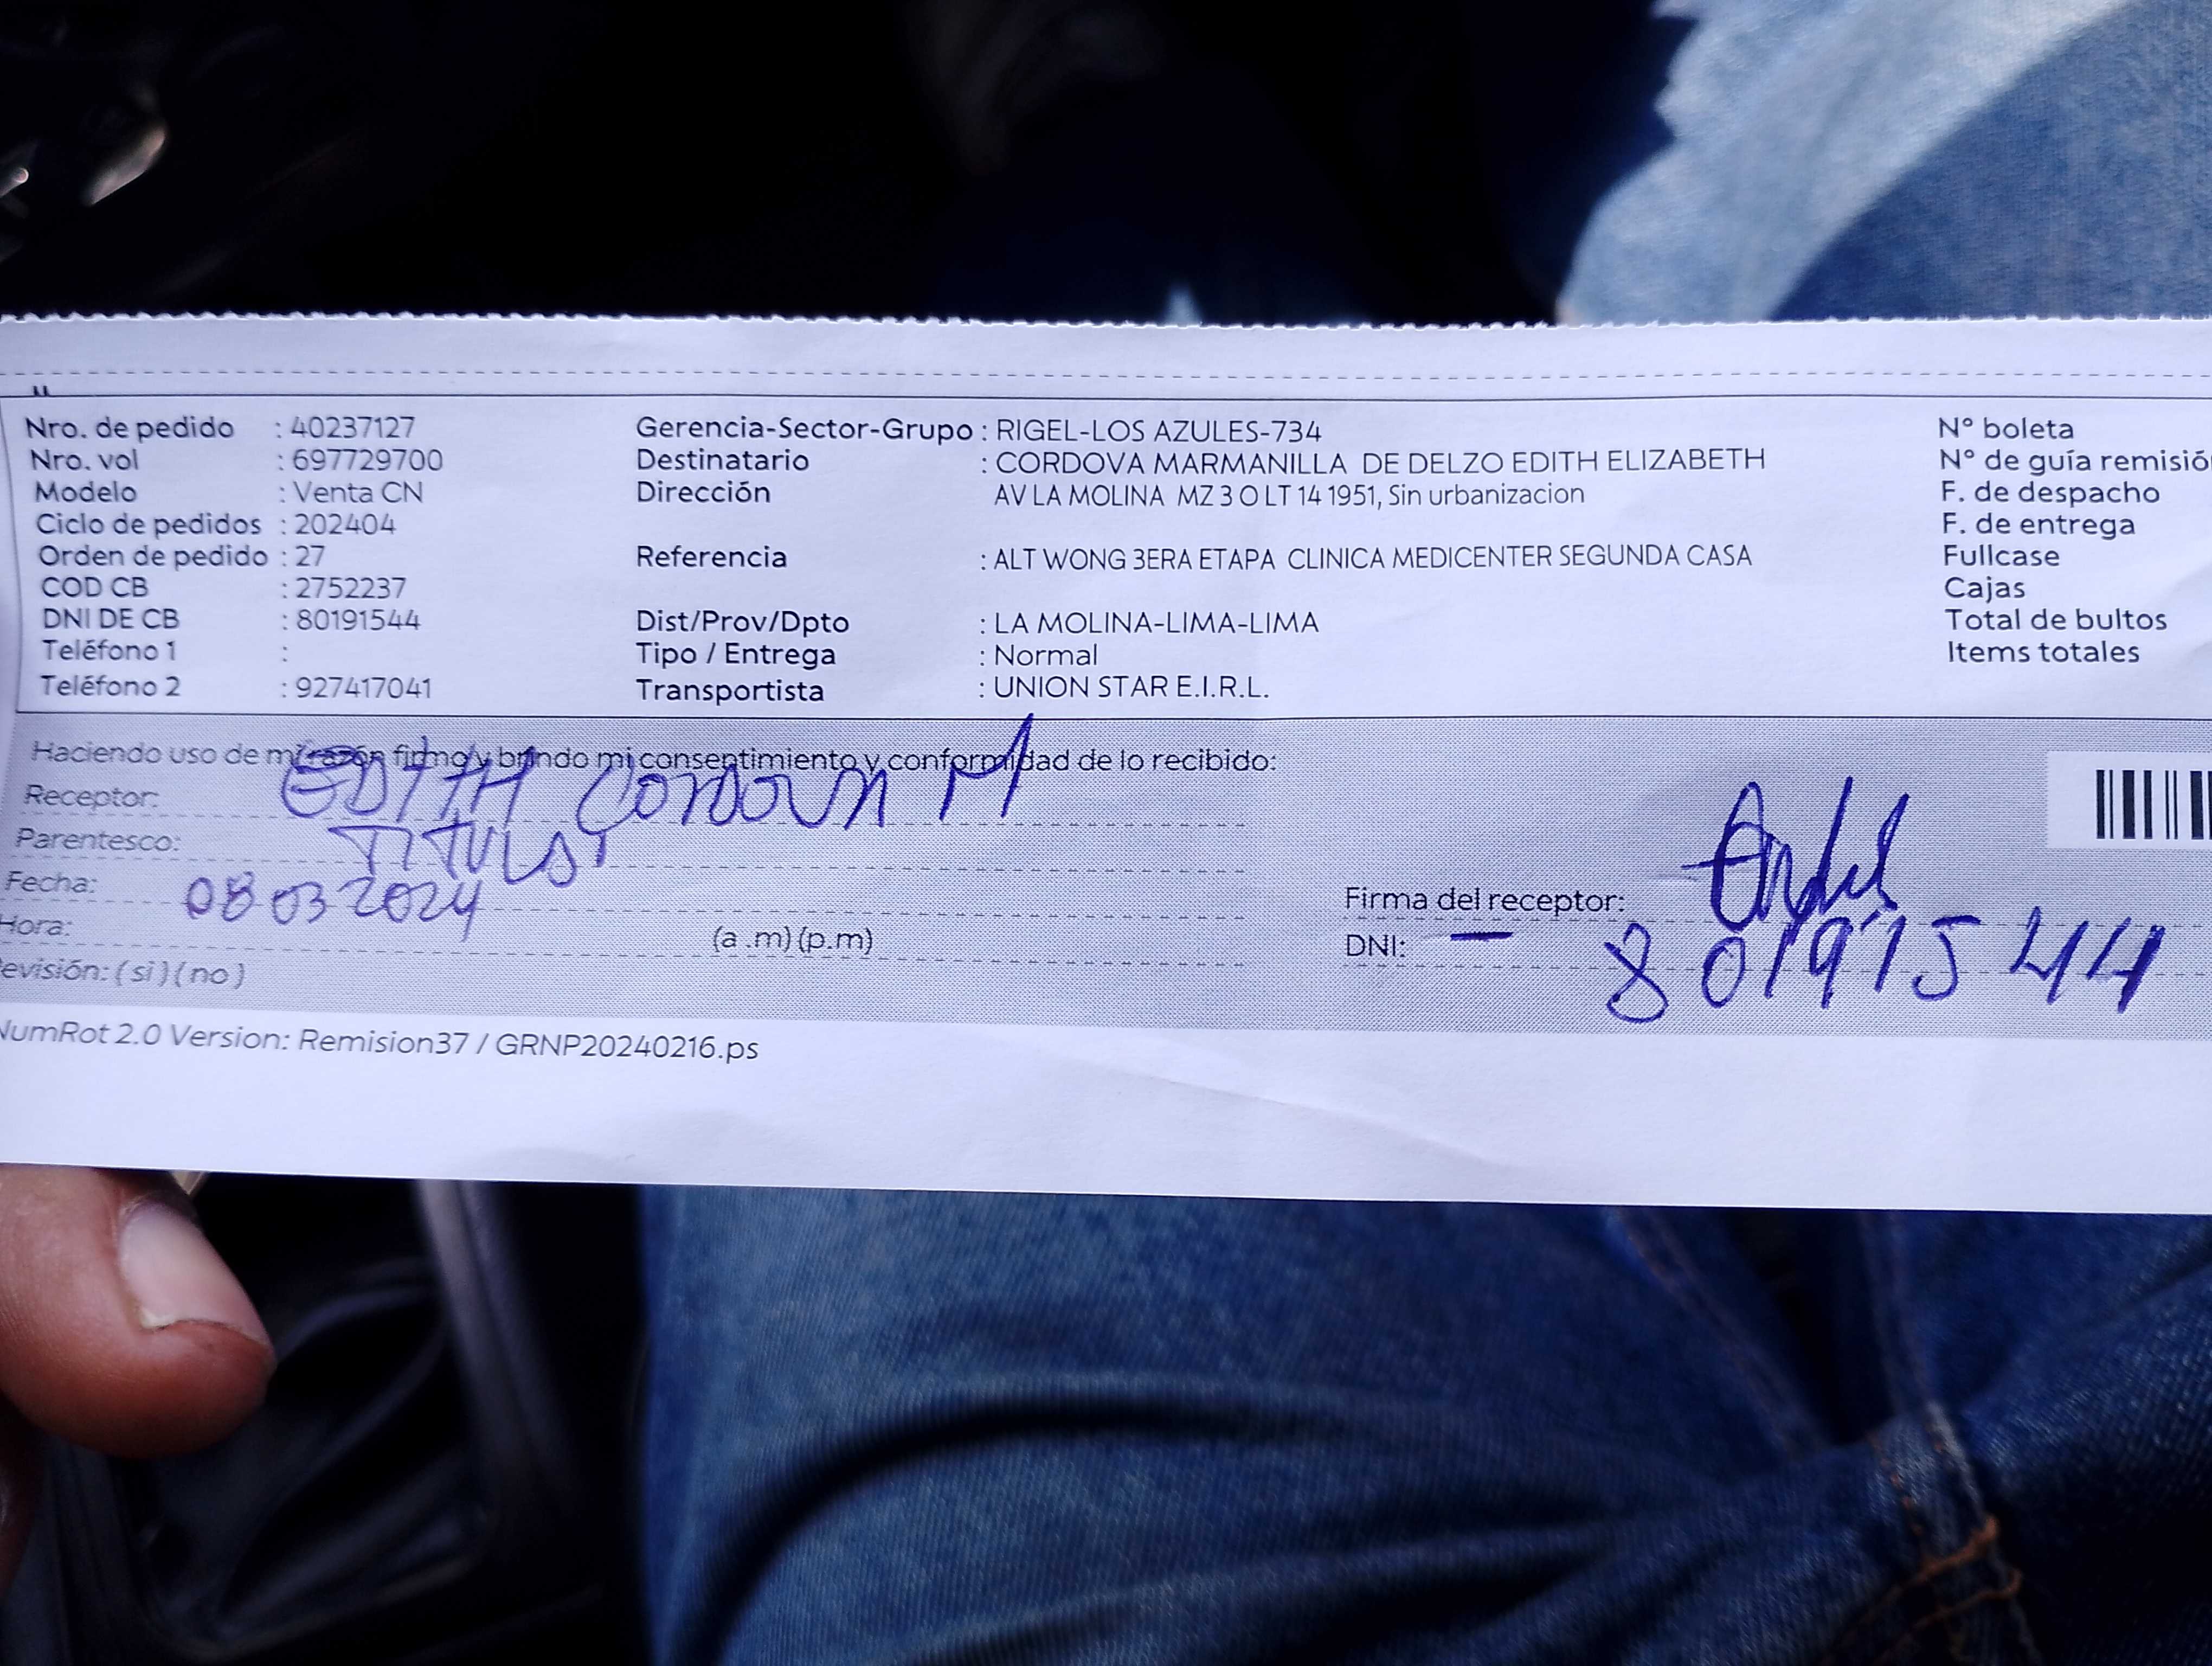 Nro. de pedido : 40237127
Nro. vol : 697729700
Modelo : Venta CN
Ciclo de pedidos : 202404
Orden de pedido : 27
COD CB : 2752237
DNI DE CB : 80191544
Teléfono 1 :
Teléfono 2 : 927417041
Gerencia-Sector-Grupo : RIGEL-LOS AZULES-734
Destinatario : CORDOVA MARMANILLA DE DELZO EDITH ELIZABETH
Dirección AV LA MOLINA MZ 3 O LT 14 1951, Sin urbanizacion
Referencia : ALT WONG 3ERA ETAPA CLINICA MEDICENTER SEGUNDA CASA
Dist/Prov/Dpto : LA MOLINA-LIMA-LIMA
Tipo / Entrega : Normal
Transportista : UNION STAR E.I.R.L.
N° boleta
N° de guía remisió
F. de despacho
F. de entrega
Fullcase
Cajas
Total de bultos
Items totales
Haciendo uso de mi razón firmo y brindo mi consentimiento y conformidad de lo recibido:
Receptor: EDITH CORDOVA M
Parentesco: TITULAR
Fecha: 08 03 2024
Hora: (a .m) (p.m)
evisión: ( si ) ( no )
Firma del receptor:
DNI: — 80191544
NumRot 2.0 Version: Remision37 / GRNP20240216.ps